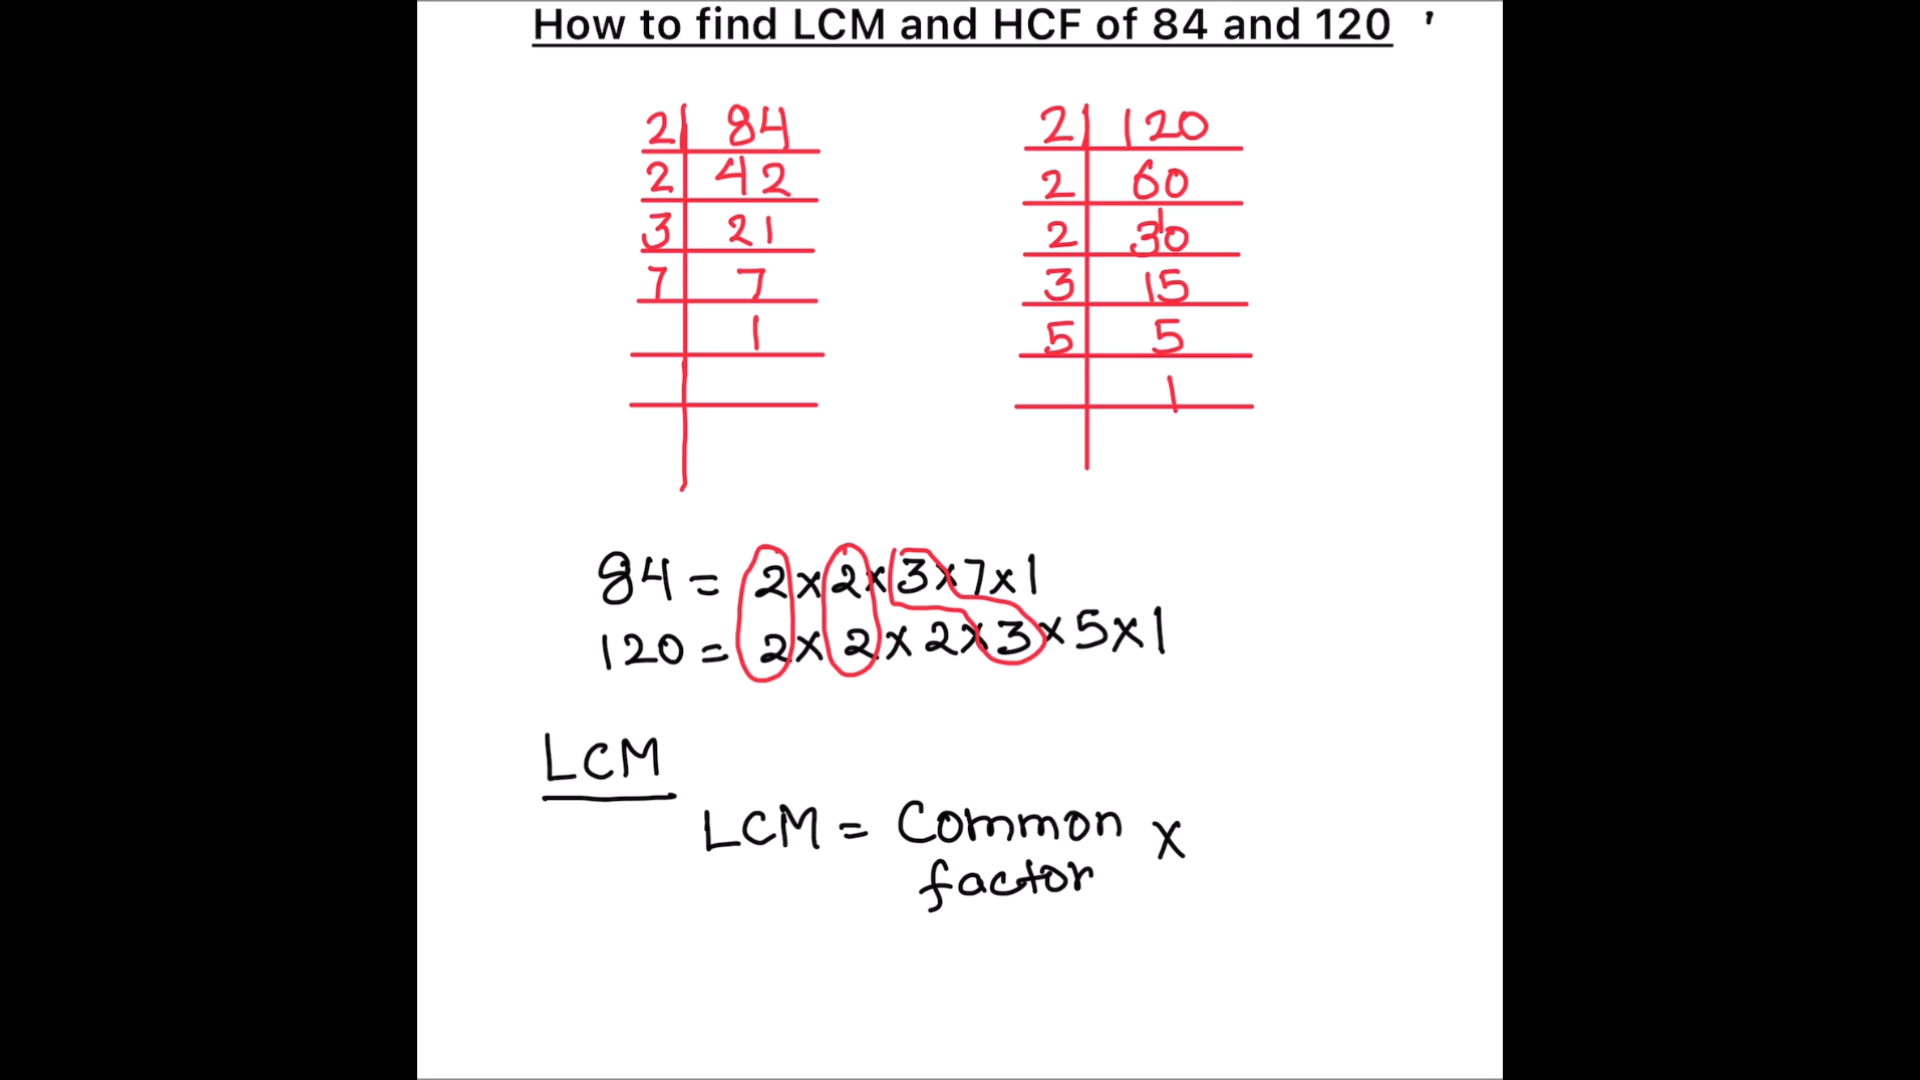 How to find LCM and HCF of 84 and 120
2 84
2 42
3 21
7 7
1
2 120
2 60
2 30
3 15
5 5
1
84 = 2 x 2 x 3 x 7 x 1
120 = 2 x 2 x 2 x 3 x 5 x 1
LCM
LCM = Common x
factor